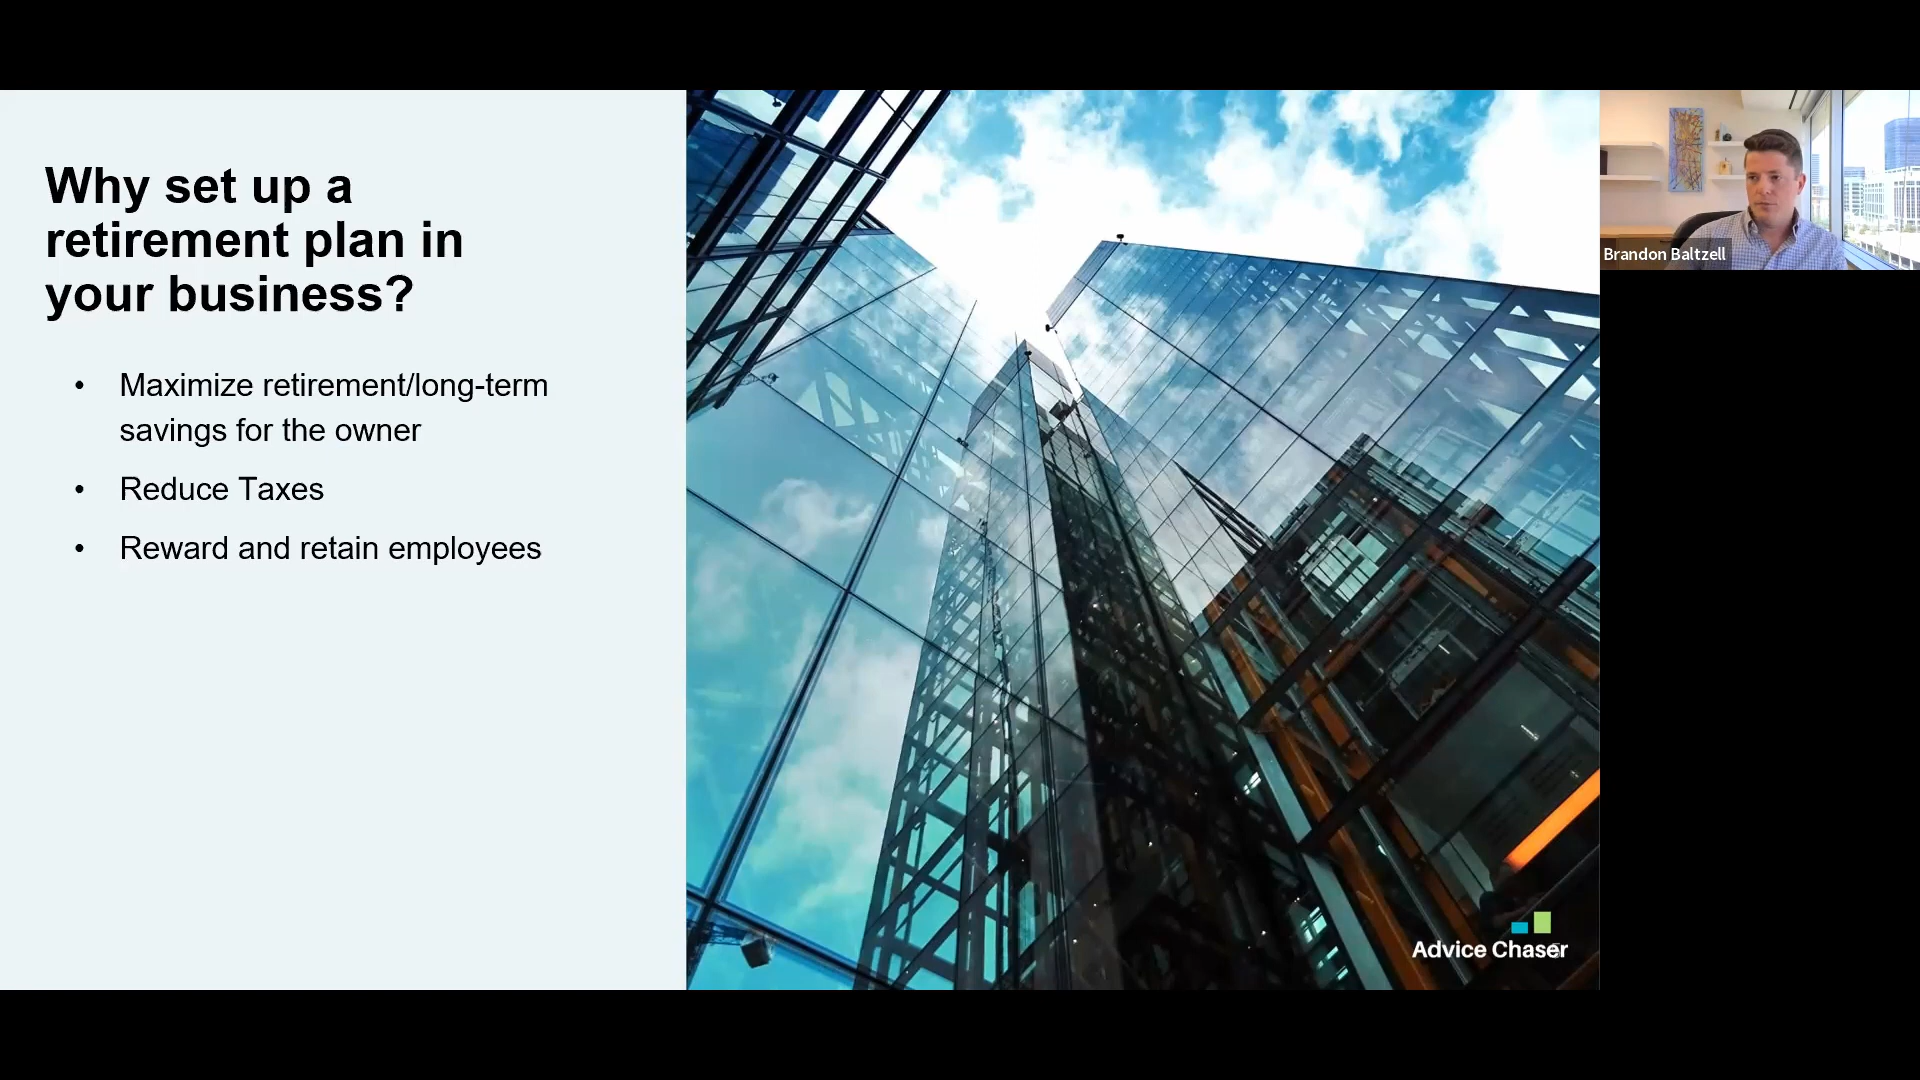 Why set up a
retirement plan in
your business?
• Maximize retirement/long-term
savings for the owner
• Reduce Taxes
• Reward and retain employees
Brandon Baltzell
Advice Chaser